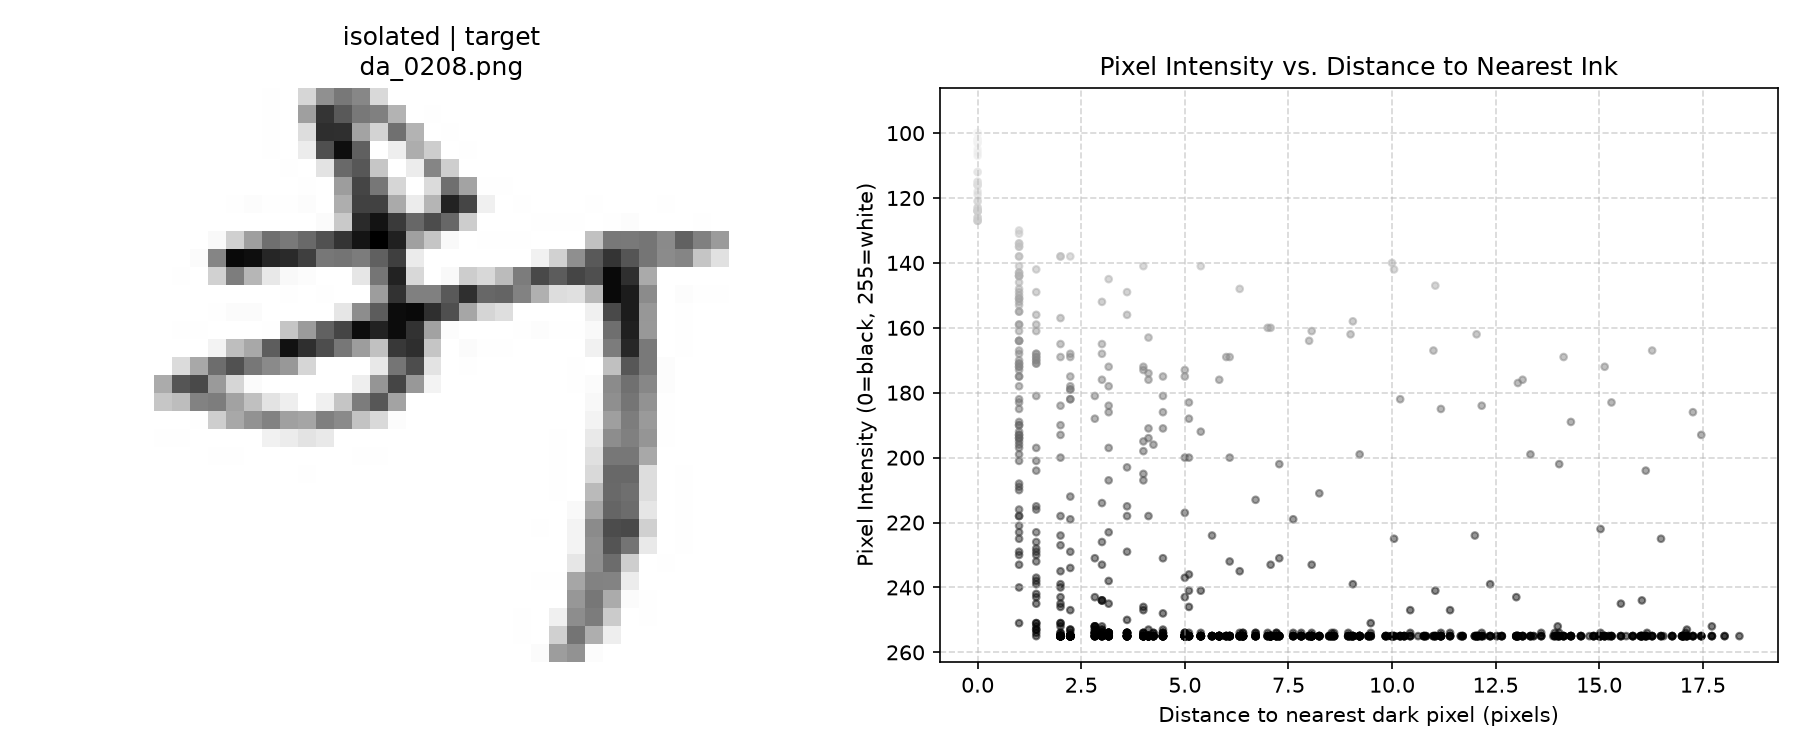 isolated | target
da_0208.png
Pixel Intensity vs. Distance to Nearest Ink
Pixel Intensity (0=black, 255=white)
100
120
140
160
180
200
220
240
260
0.0 2.5 5.0 7.5 10.0 12.5 15.0 17.5
Distance to nearest dark pixel (pixels)